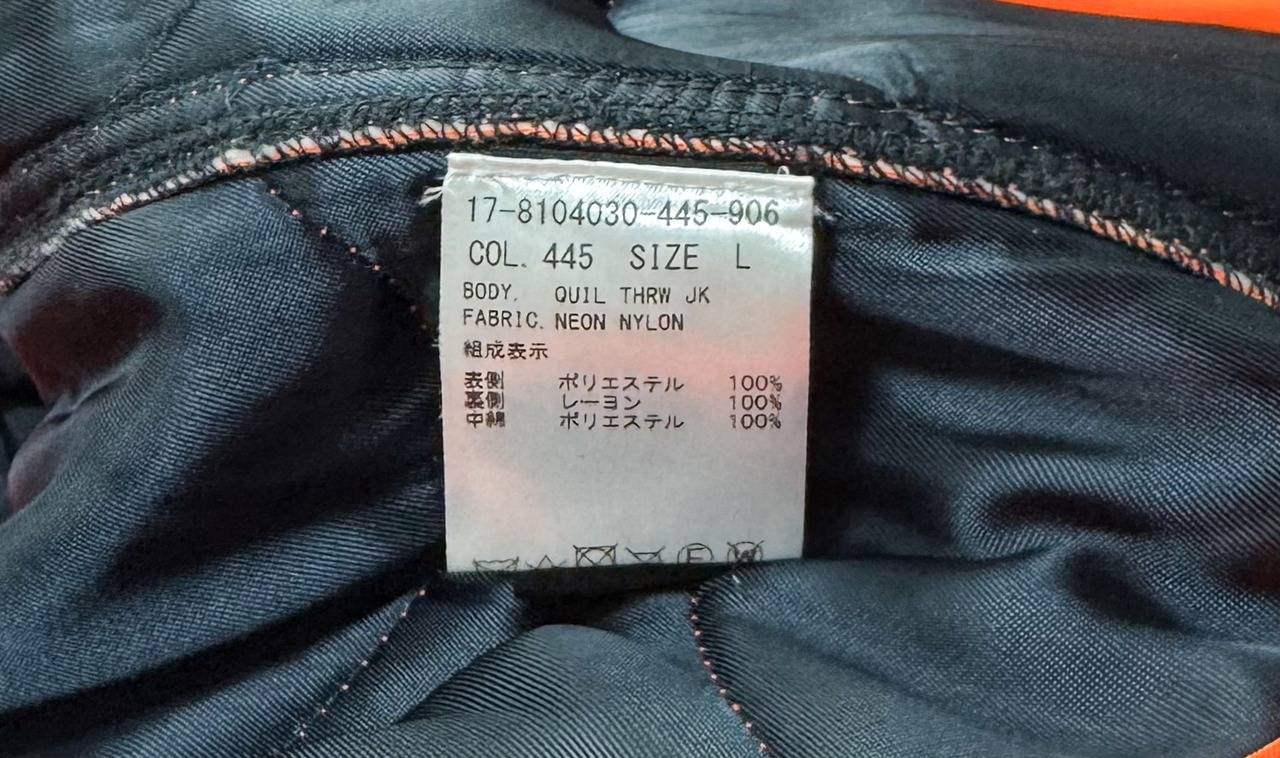 17-8104030-445-906
COL. 445 SIZE L
BODY. QUIL THRW JK
FABRIC. NEON NYLON
組成表示
表側 ポリエステル 100%
裏側 レーヨン 100%
中綿 ポリエステル 100%
F W